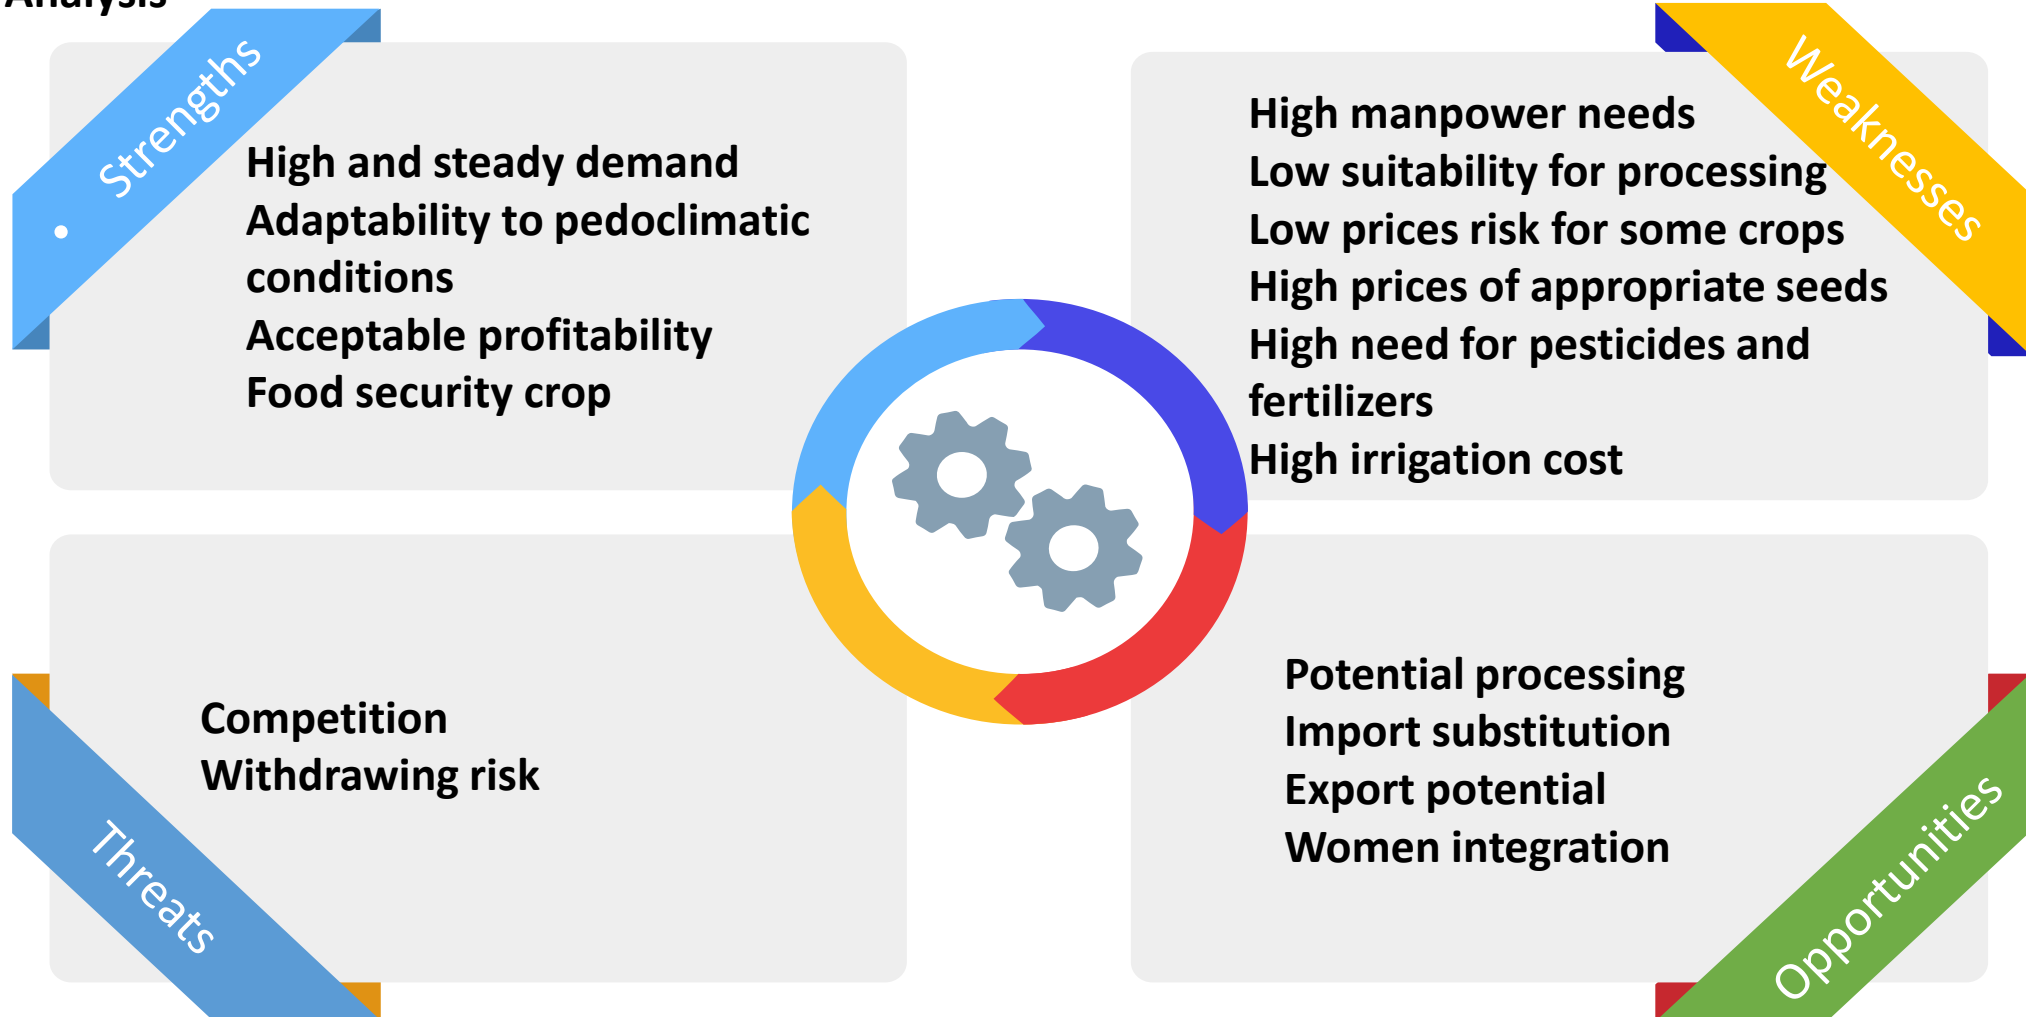 Analysis
• Strengths
High and steady demand
Adaptability to pedoclimatic
conditions
Acceptable profitability
Food security crop
Weaknesses
High manpower needs
Low suitability for processing
Low prices risk for some crops
High prices of appropriate seeds
High need for pesticides and
fertilizers
High irrigation cost
Threats
Competition
Withdrawing risk
Opportunities
Potential processing
Import substitution
Export potential
Women integration